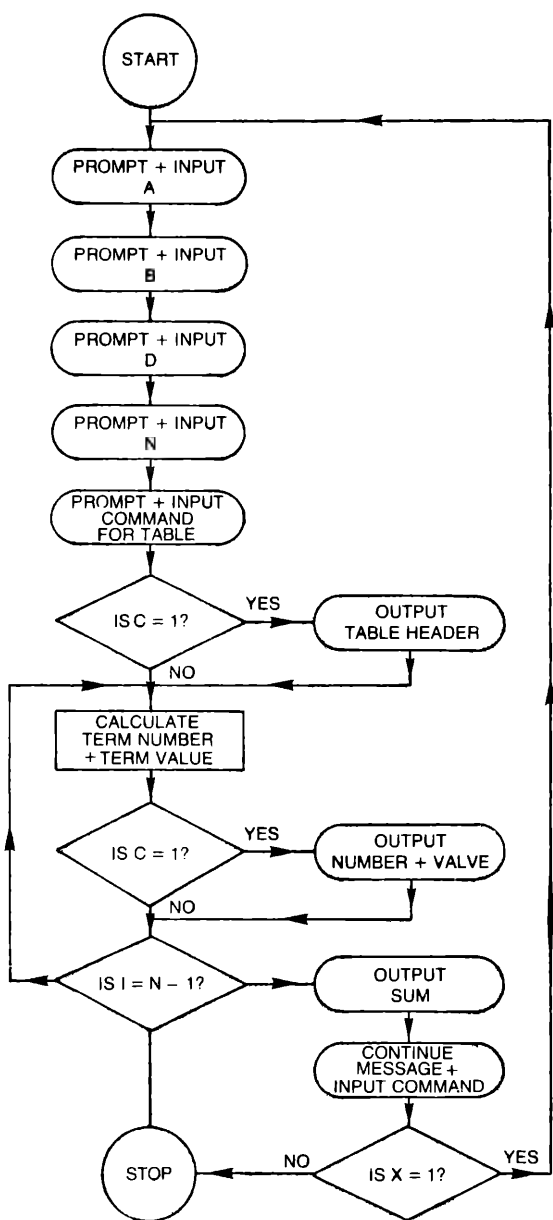 START
PROMPT + INPUT
A
PROMPT + INPUT
B
PROMPT + INPUT
D
PROMPT + INPUT
N
PROMPT + INPUT
COMMAND
FOR TABLE
IS C = 1?
YES
OUTPUT
TABLE HEADER
NO
CALCULATE
TERM NUMBER
+ TERM VALUE
IS C = 1?
YES
OUTPUT
NUMBER + VALVE
NO
IS I = N – 1?
OUTPUT
SUM
CONTINUE
MESSAGE +
INPUT COMMAND
STOP
NO
IS X = 1?
YES